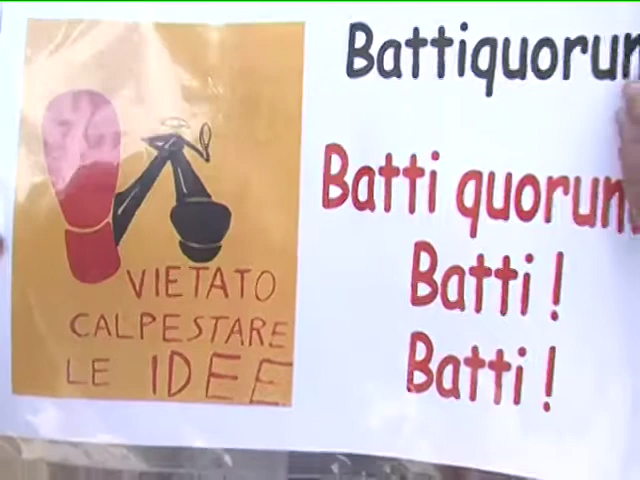 Battiquorum
Batti quorum
Batti !
Batti !
VIETATO
CALPESTARE
LE IDEE